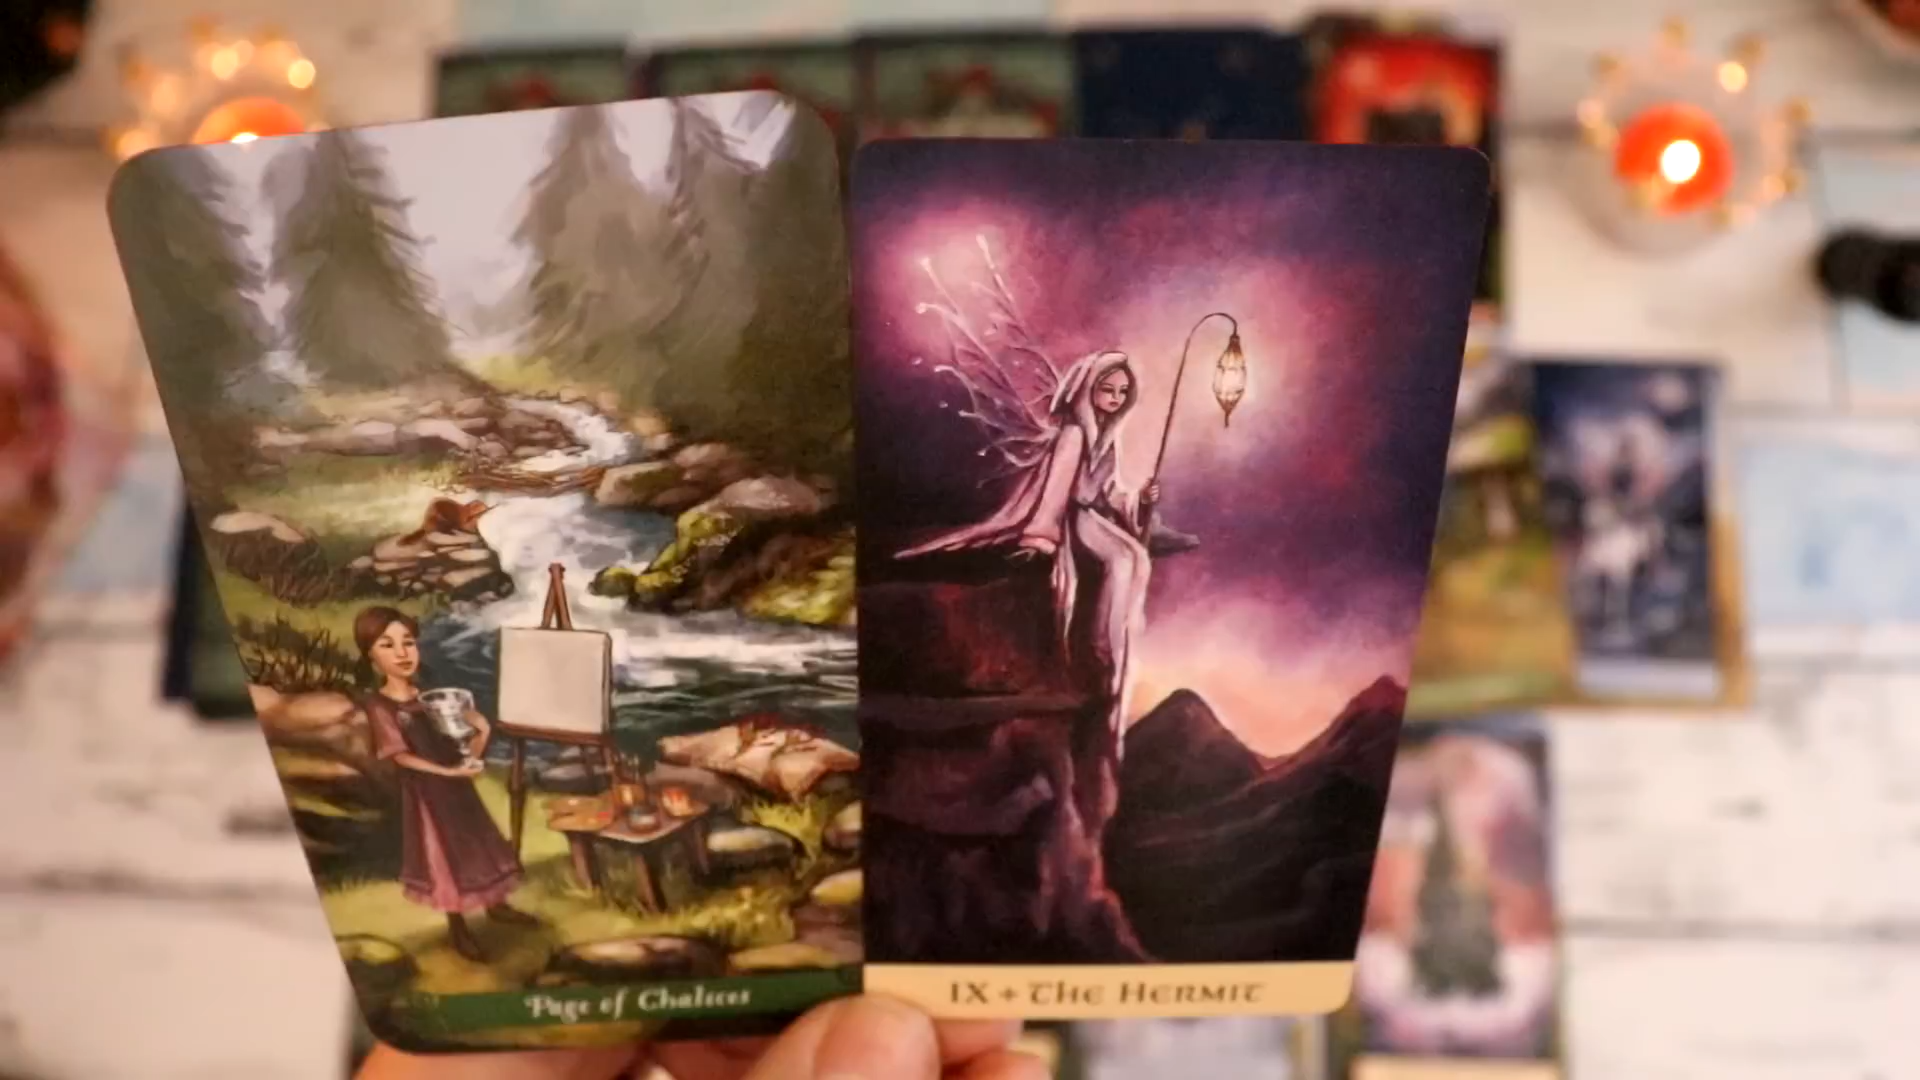 Page of Chalices
IX + THE HERMIT